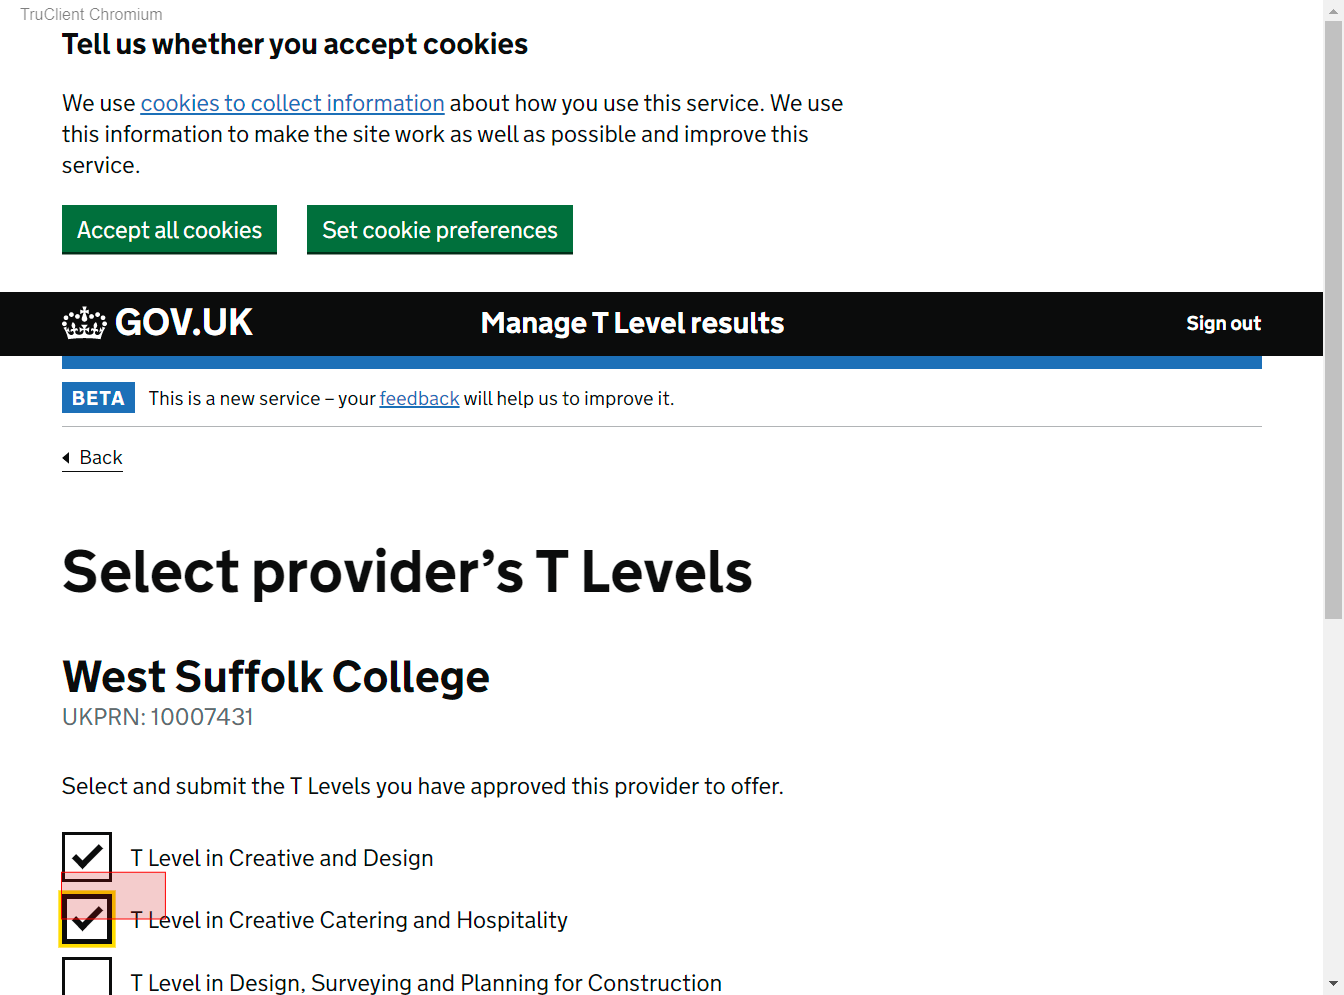 TruClient Chromium
Tell us whether you accept cookies
We use cookies to collect information about how you use this service. We use
this information to make the site work as well as possible and improve this
service.
Accept all cookies
Set cookie preferences
GOV.UK
Manage T Level results
Sign out
BETA
This is a new service – your feedback will help us to improve it.
Back
Select provider’s T Levels
West Suffolk College
UKPRN: 10007431
Select and submit the T Levels you have approved this provider to offer.
T Level in Creative and Design
T Level in Creative Catering and Hospitality
T Level in Design, Surveying and Planning for Construction